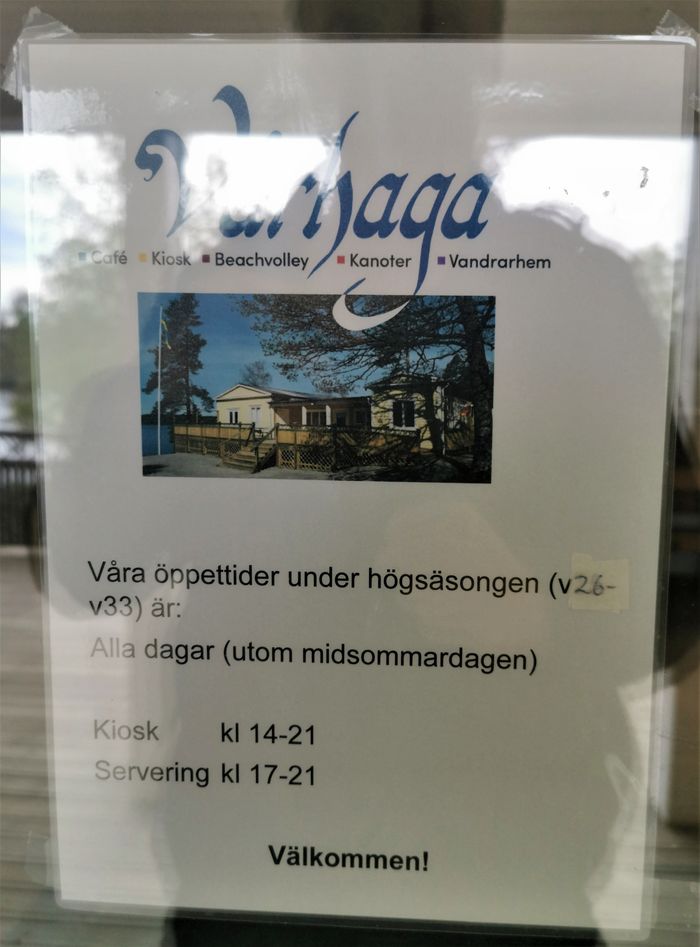 Vårhaga
Café Kiosk Beachvolley Kanoter Vandrarhem
Våra öppettider under högsäsongen (v26-
v33) är:
Alla dagar (utom midsommardagen)
Kiosk kl 14-21
Servering kl 17-21
Välkommen!